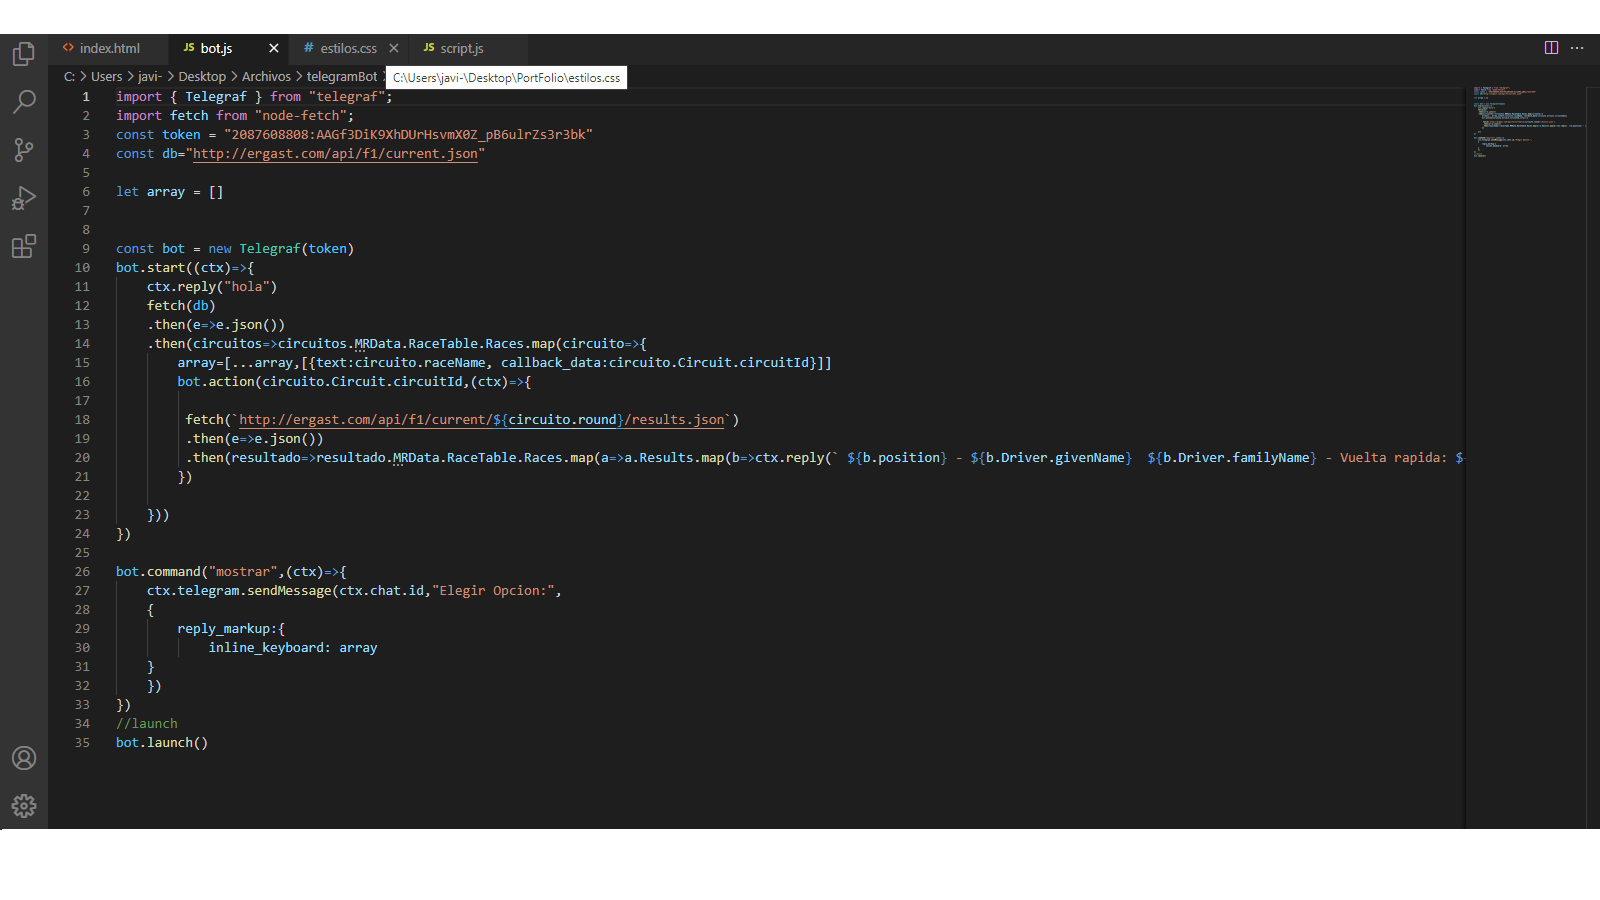 index.html
JS bot.js
# estilos.css
JS script.js
C: > Users > javi- > Desktop > Archivos > telegramBot >
C:\Users\javi-\Desktop\PortFolio\estilos.css
1 import { Telegraf } from "telegraf";
2 import fetch from "node-fetch";
3 const token = "2087608808:AAGf3DiK9XhDUrHsvmX0Z_pB6ulrZs3r3bk"
4 const db="http://ergast.com/api/f1/current.json"
5
6 let array = []
7
8
9 const bot = new Telegraf(token)
10 bot.start((ctx)=>{
11 ctx.reply("hola")
12 fetch(db)
13 .then(e=>e.json())
14 .then(circuitos=>circuitos.MRData.RaceTable.Races.map(circuito=>{
15 array=[...array,[{text:circuito.raceName, callback_data:circuito.Circuit.circuitId}]]
16 bot.action(circuito.Circuit.circuitId,(ctx)=>{
17
18 fetch(`http://ergast.com/api/f1/current/${circuito.round}/results.json`)
19 .then(e=>e.json())
20 .then(resultado=>resultado.MRData.RaceTable.Races.map(a=>a.Results.map(b=>ctx.reply(` ${b.position} - ${b.Driver.givenName}  ${b.Driver.familyName} - Vuelta rapida: $
21 })
22
23 }))
24 })
25
26 bot.command("mostrar",(ctx)=>{
27 ctx.telegram.sendMessage(ctx.chat.id,"Elegir Opcion:",
28 {
29 reply_markup:{
30 inline_keyboard: array
31 }
32 })
33 })
34 //launch
35 bot.launch()